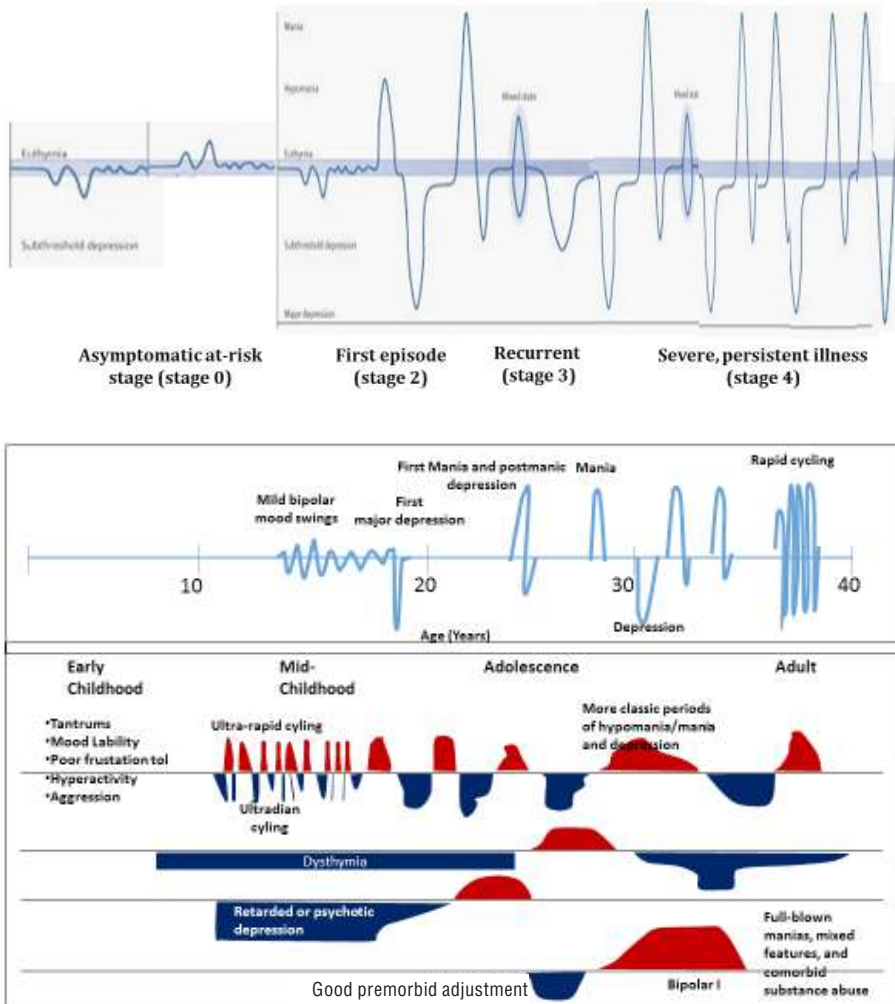 Mania
Hypomania
Mixed state
Mixed state
Euthymia
Euthymia
Subthreshold depression
Subthreshold depression
Major depression
Asymptomatic at-risk
stage (stage 0)
First episode
(stage 2)
Recurrent
(stage 3)
Severe, persistent illness
(stage 4)
Mild bipolar
mood swings
First
major depression
First Mania and postmanic
depression
Mania
Rapid cycling
10
20
30
40
Depression
Age (Years)
Early
Childhood
Mid-
Childhood
Adolescence
Adult
•Tantrums
•Mood Lability
•Poor frustation tol
•Hyperactivity
•Aggression
Ultra-rapid cyling
Ultradian
cyling
More classic periods
of hypomania/mania
and depression
Dysthymia
Retarded or psychotic
depression
Good premorbid adjustment
Bipolar I
Full-blown
manias, mixed
features, and
comorbid
substance abuse